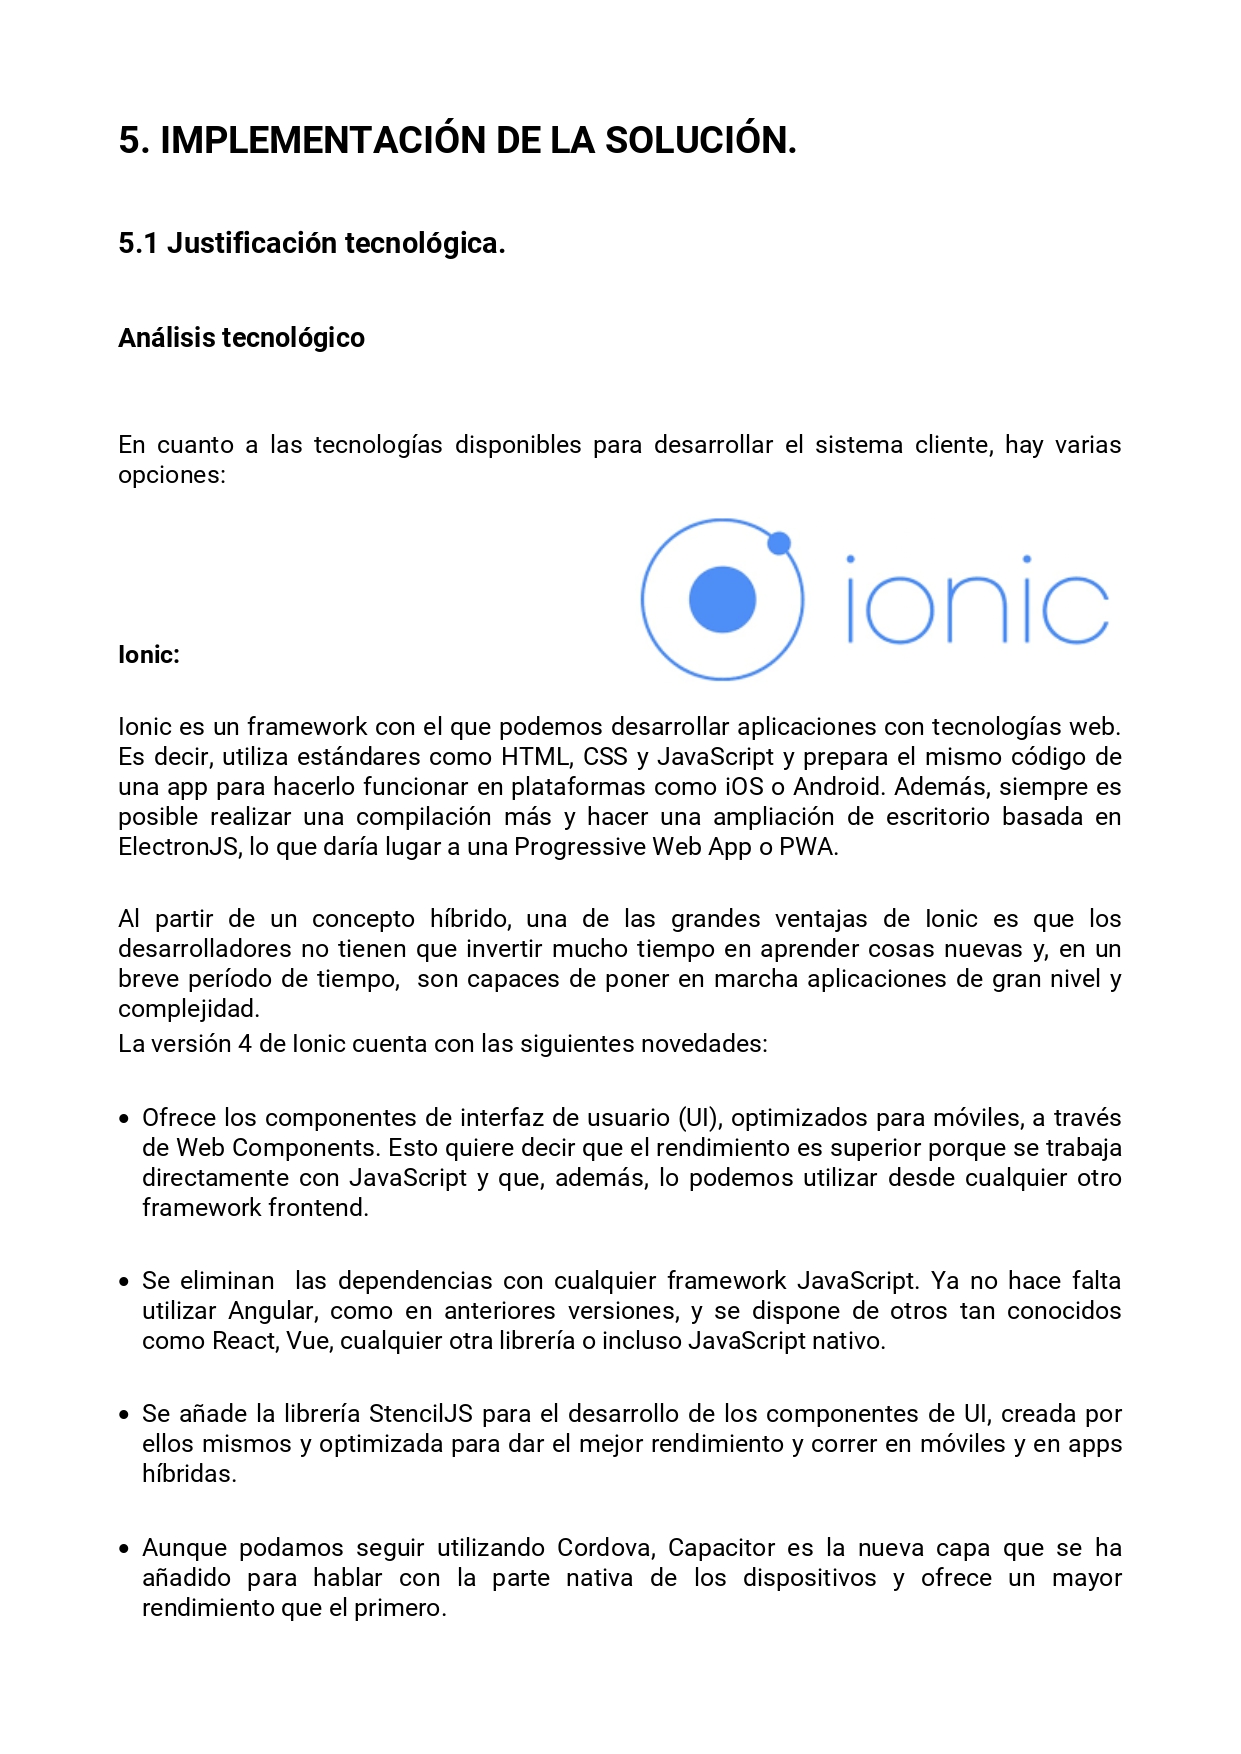 5. IMPLEMENTACIÓN DE LA SOLUCIÓN.
5.1 Justificación tecnológica.
Análisis tecnológico
En cuanto a las tecnologías disponibles para desarrollar el sistema cliente, hay varias
opciones:
ionic
Ionic:
Ionic es un framework con el que podemos desarrollar aplicaciones con tecnologías web.
Es decir, utiliza estándares como HTML, CSS y JavaScript y prepara el mismo código de
una app para hacerlo funcionar en plataformas como iOS o Android. Además, siempre es
posible realizar una compilación más y hacer una ampliación de escritorio basada en
ElectronJS, lo que daría lugar a una Progressive Web App o PWA.
Al partir de un concepto híbrido, una de las grandes ventajas de Ionic es que los
desarrolladores no tienen que invertir mucho tiempo en aprender cosas nuevas y, en un
breve período de tiempo, son capaces de poner en marcha aplicaciones de gran nivel y
complejidad.
La versión 4 de Ionic cuenta con las siguientes novedades:
• Ofrece los componentes de interfaz de usuario (UI), optimizados para móviles, a través
de Web Components. Esto quiere decir que el rendimiento es superior porque se trabaja
directamente con JavaScript y que, además, lo podemos utilizar desde cualquier otro
framework frontend.
• Se eliminan las dependencias con cualquier framework JavaScript. Ya no hace falta
utilizar Angular, como en anteriores versiones, y se dispone de otros tan conocidos
como React, Vue, cualquier otra librería o incluso JavaScript nativo.
• Se añade la librería StencilJS para el desarrollo de los componentes de UI, creada por
ellos mismos y optimizada para dar el mejor rendimiento y correr en móviles y en apps
híbridas.
• Aunque podamos seguir utilizando Cordova, Capacitor es la nueva capa que se ha
añadido para hablar con la parte nativa de los dispositivos y ofrece un mayor
rendimiento que el primero.